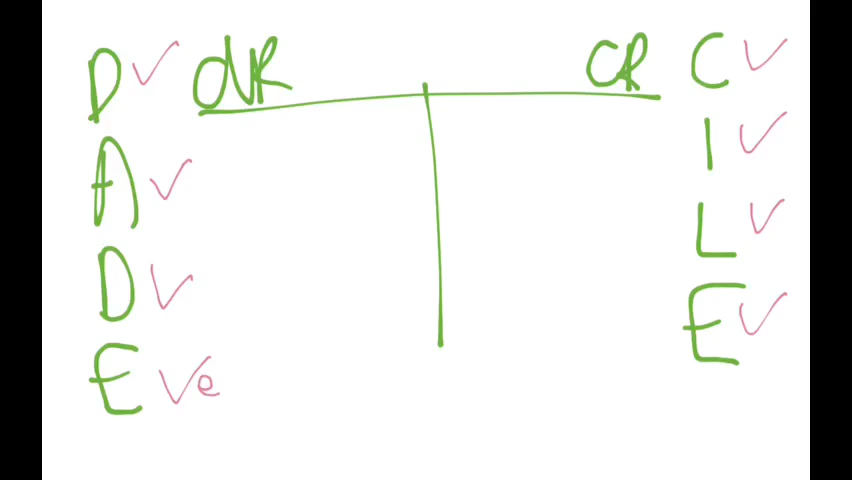 D✓ dR CR C✓
A✓ I✓
D✓ L✓
E✓e E✓